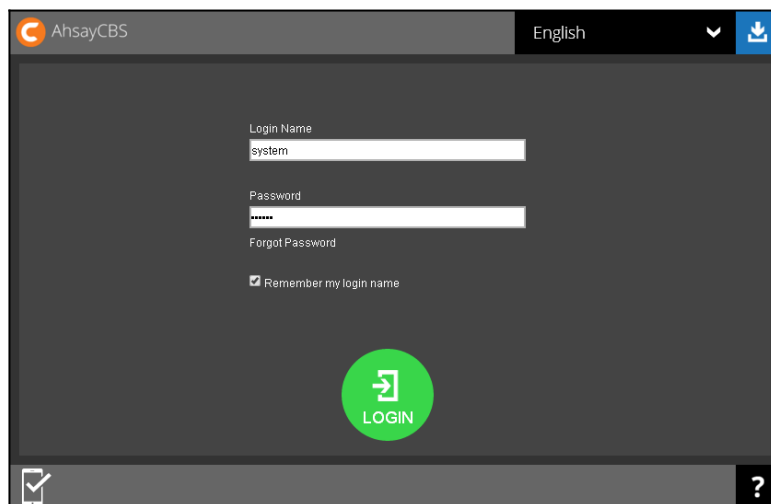 AhsayCBS
English
Login Name
system
Password
••••••
Forgot Password
Remember my login name
LOGIN
?